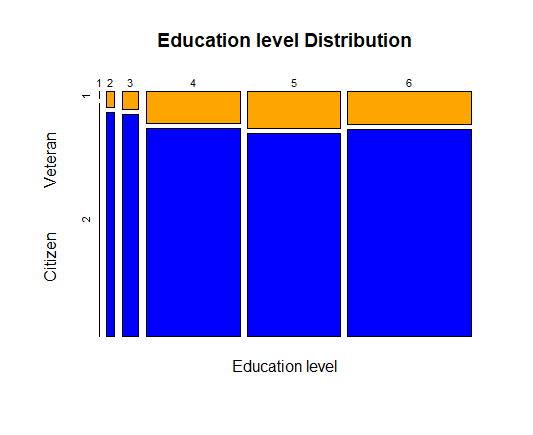 Education level Distribution
1 2 3 4 5 6
1
2
Citizen Veteran
Education level